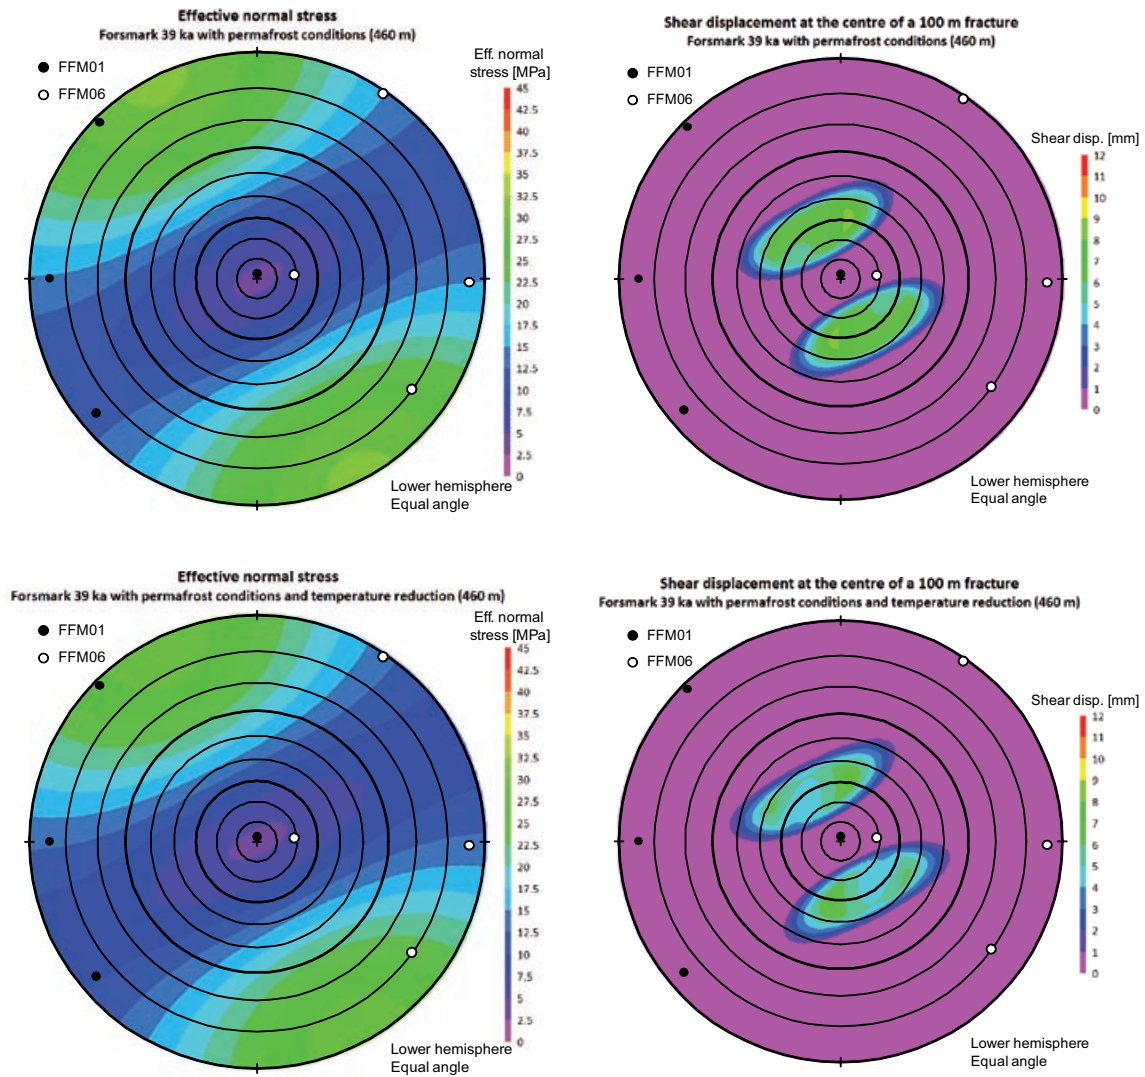 Effective normal stress
Forsmark 39 ka with permafrost conditions (460 m)
FFM01
FFM06
Eff. normal
stress [MPa]
45
42.5
40
37.5
35
32.5
30
27.5
25
22.5
20
17.5
15
12.5
10
7.5
5
2.5
0
Lower hemisphere
Equal angle
Shear displacement at the centre of a 100 m fracture
Forsmark 39 ka with permafrost conditions (460 m)
FFM01
FFM06
Shear disp. [mm]
12
11
10
9
8
7
6
5
4
3
2
1
0
Lower hemisphere
Equal angle
Effective normal stress
Forsmark 39 ka with permafrost conditions and temperature reduction (460 m)
FFM01
FFM06
Eff. normal
stress [MPa]
45
42.5
40
37.5
35
32.5
30
27.5
25
22.5
20
17.5
15
12.5
10
7.5
5
2.5
0
Lower hemisphere
Equal angle
Shear displacement at the centre of a 100 m fracture
Forsmark 39 ka with permafrost conditions and temperature reduction (460 m)
FFM01
FFM06
Shear disp. [mm]
12
11
10
9
8
7
6
5
4
3
2
1
0
Lower hemisphere
Equal angle